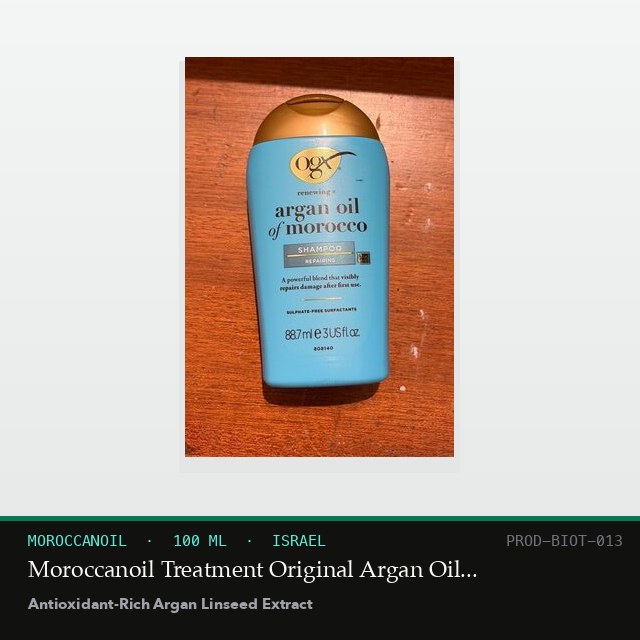 ogx
renewing +
argan oil
of morocco
SHAMPOO
REPAIRING
A powerful blend that visibly
repairs damage after first use.
SULPHATE-FREE SURFACTANTS
88.7 ml e 3 US fl. oz.
808140
MOROCCANOIL · 100 ML · ISRAEL
PROD–BIOT–013
Moroccanoil Treatment Original Argan Oil...
Antioxidant-Rich Argan Linseed Extract